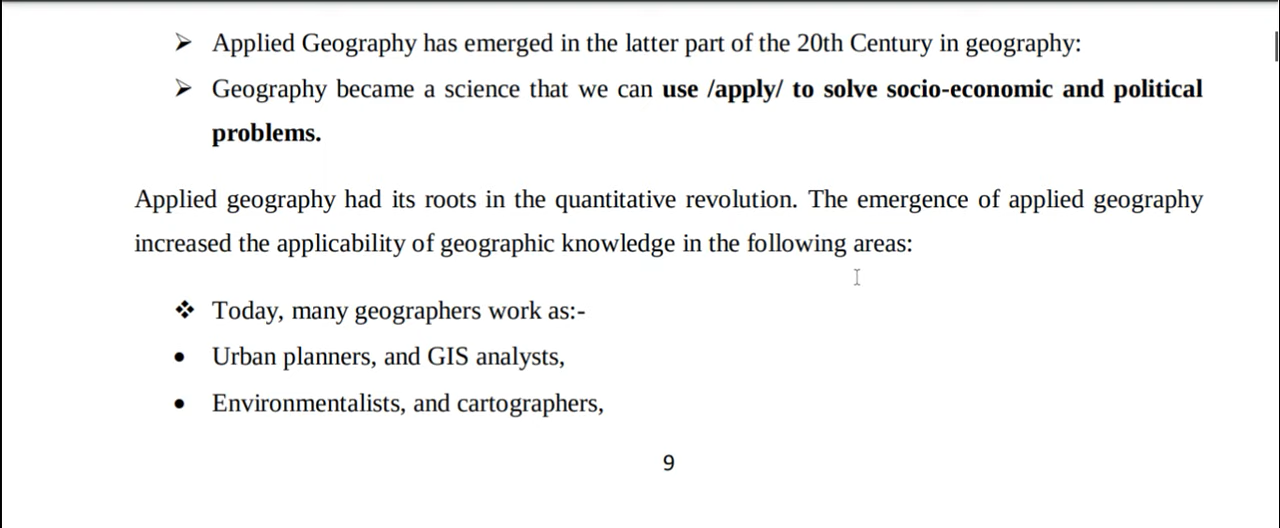 ➢ Applied Geography has emerged in the latter part of the 20th Century in geography:
➢ Geography became a science that we can use /apply/ to solve socio-economic and political
problems.
Applied geography had its roots in the quantitative revolution. The emergence of applied geography
increased the applicability of geographic knowledge in the following areas:
❖ Today, many geographers work as:-
• Urban planners, and GIS analysts,
• Environmentalists, and cartographers,
9